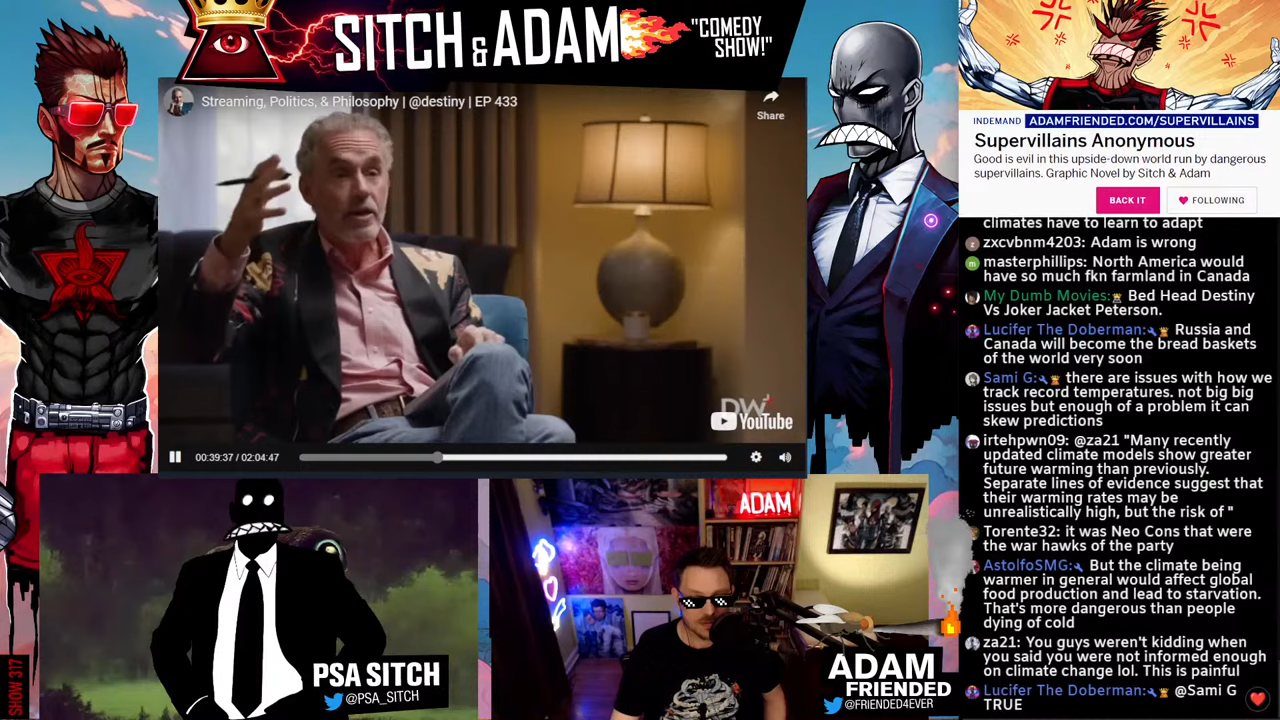 SITCH & ADAM
"COMEDY
SHOW!"
Streaming, Politics, & Philosophy | @destiny | EP 433
Share
DW
YouTube
00:39:37 / 02:04:47
ADAM
PSA SITCH
@PSA_SITCH
ADAM
FRIENDED
@FRIENDED4EVER
SHOW 317
INDEMAND ADAMFRIENDED.COM/SUPERVILLAINS
Supervillains Anonymous
Good is evil in this upside-down world run by dangerous
supervillains. Graphic Novel by Sitch & Adam
BACK IT
FOLLOWING
climates have to learn to adapt
zxcvbnm4203: Adam is wrong
masterphillips: North America would
have so much fkn farmland in Canada
My Dumb Movies: Bed Head Destiny
Vs Joker Jacket Peterson.
Lucifer The Doberman: Russia and
Canada will become the bread baskets
of the world very soon
Sami G: there are issues with how we
track record temperatures. not big big
issues but enough of a problem it can
skew predictions
irtehpwn09: @za21 "Many recently
updated climate models show greater
future warming than previously.
Separate lines of evidence suggest that
their warming rates may be
unrealistically high, but the risk of "
Torente32: it was Neo Cons that were
the war hawks of the party
AstolfoSMG: But the climate being
warmer in general would affect global
food production and lead to starvation.
That's more dangerous than people
dying of cold
za21: You guys weren't kidding when
you said you were not informed enough
on climate change lol. This is painful
Lucifer The Doberman: @Sami G
TRUE